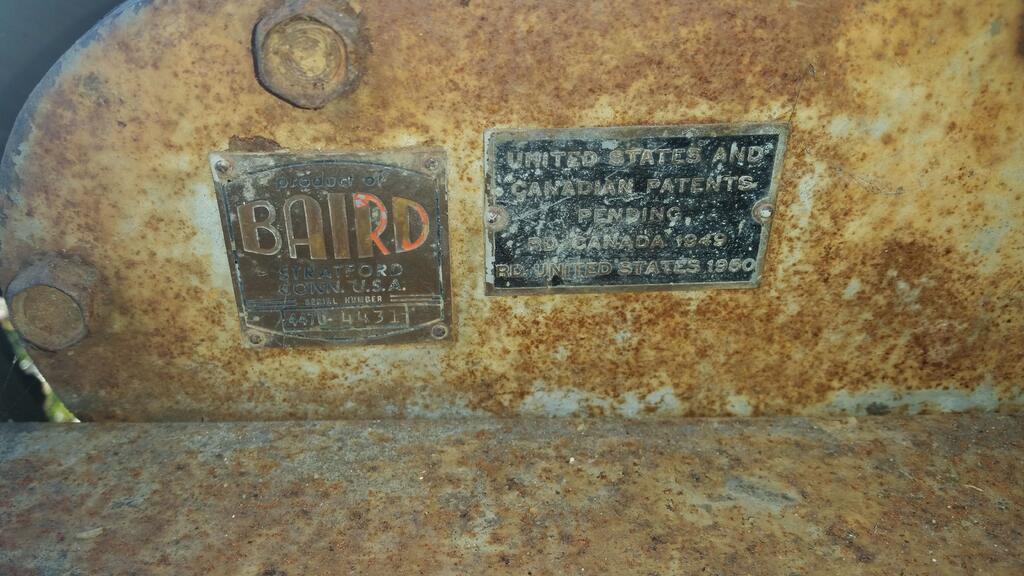 product of
BAIRD
STRATFORD
CONN. U.S.A.
SERIAL NUMBER
4431
UNITED STATES AND
CANADIAN PATENTS
PENDING,
RD. CANADA 1949
RD. UNITED STATES 1950